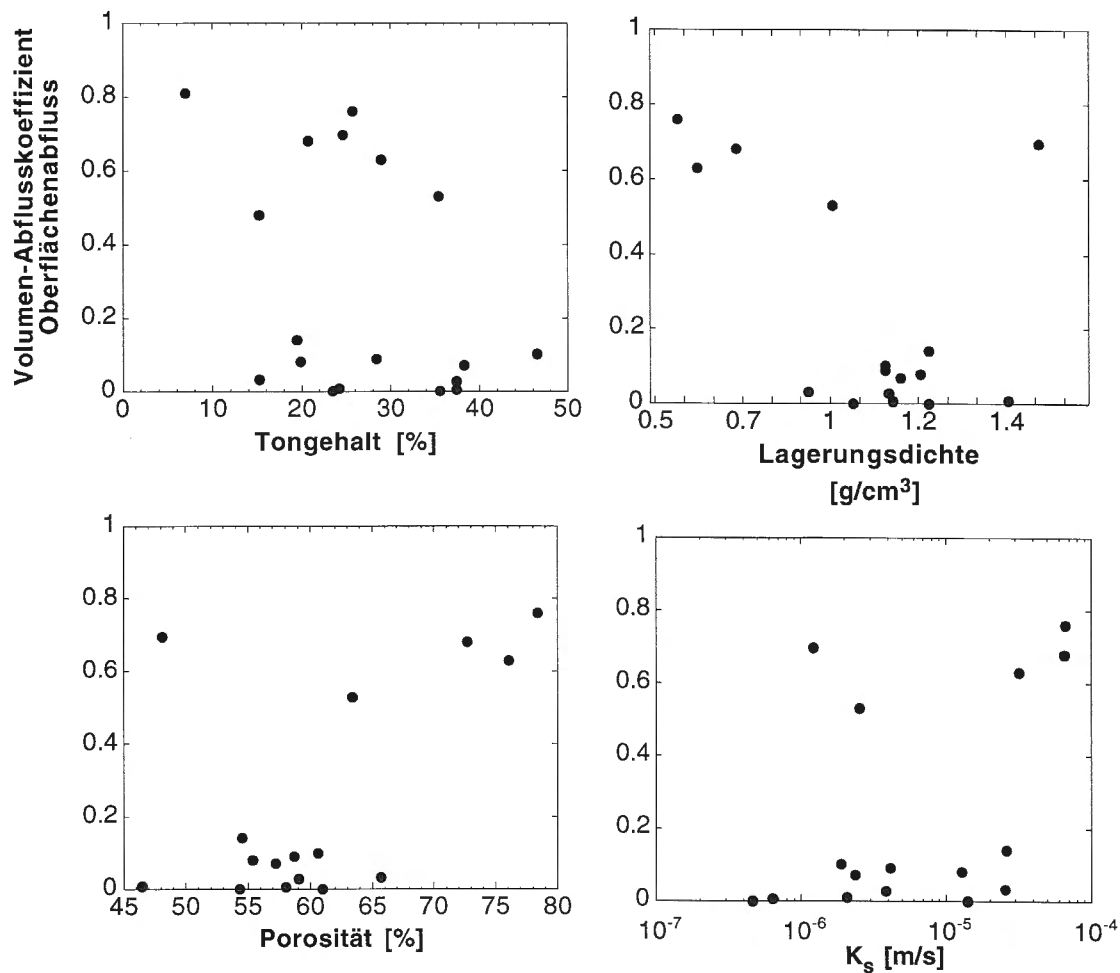 Volumen-Abflusskoeffizient
Oberflächenabfluss
1
0.8
0.6
0.4
0.2
0
0 10 20 30 40 50
Tongehalt [%]
1
0.8
0.6
0.4
0.2
0
0.5 0.7 1 1.2 1.4
Lagerungsdichte
[g/cm³]
1
0.8
0.6
0.4
0.2
0
45 50 55 60 65 70 75 80
Porosität [%]
1
0.8
0.6
0.4
0.2
0
10⁻⁷ 10⁻⁶ 10⁻⁵ 10⁻⁴
Kₛ [m/s]